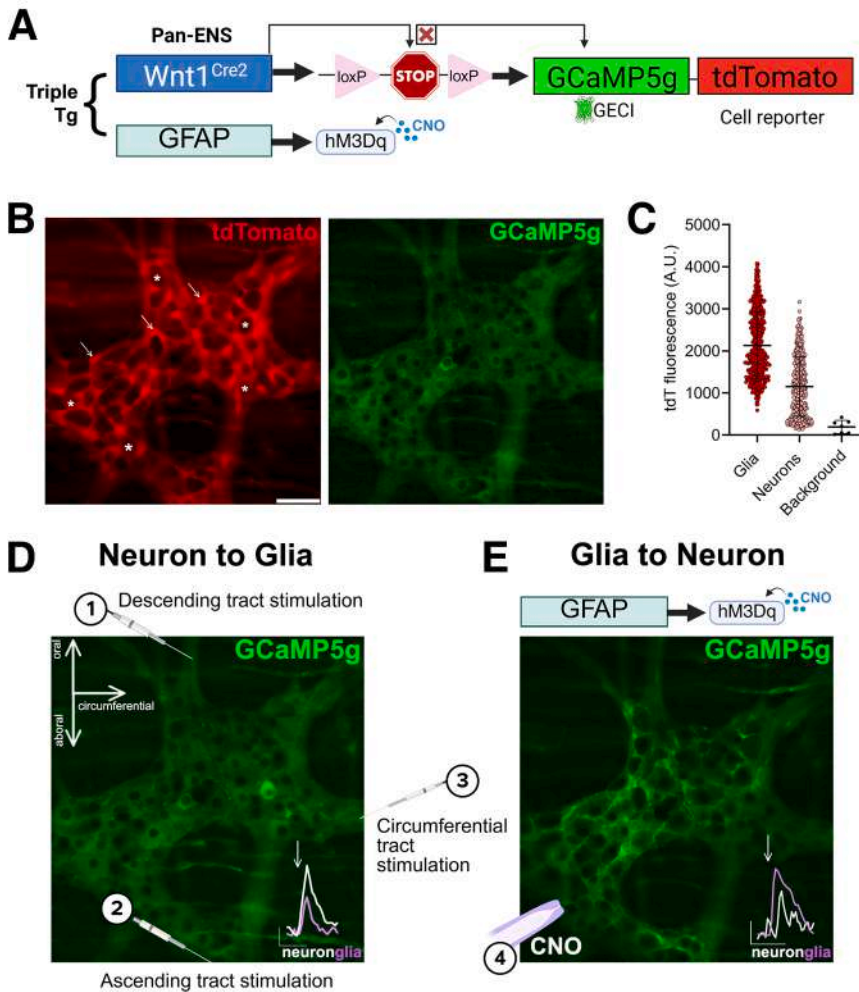 A
Pan-ENS
Triple
Tg
Wnt1Cre2
loxP
STOP
loxP
GCaMP5g
tdTomato
GECI
Cell reporter
GFAP
hM3Dq
CNO
B
tdTomato
GCaMP5g
*
*
*
*
*
C
tdT fluorescence (A.U.)
5000
4000
3000
2000
1000
0
Glia
Neurons
Background
D
Neuron to Glia
1
Descending tract stimulation
GCaMP5g
oral
aboral
circumferential
3
Circumferential
tract
stimulation
2
neuronglia
Ascending tract stimulation
E
Glia to Neuron
GFAP
hM3Dq
CNO
GCaMP5g
4
CNO
neuronglia